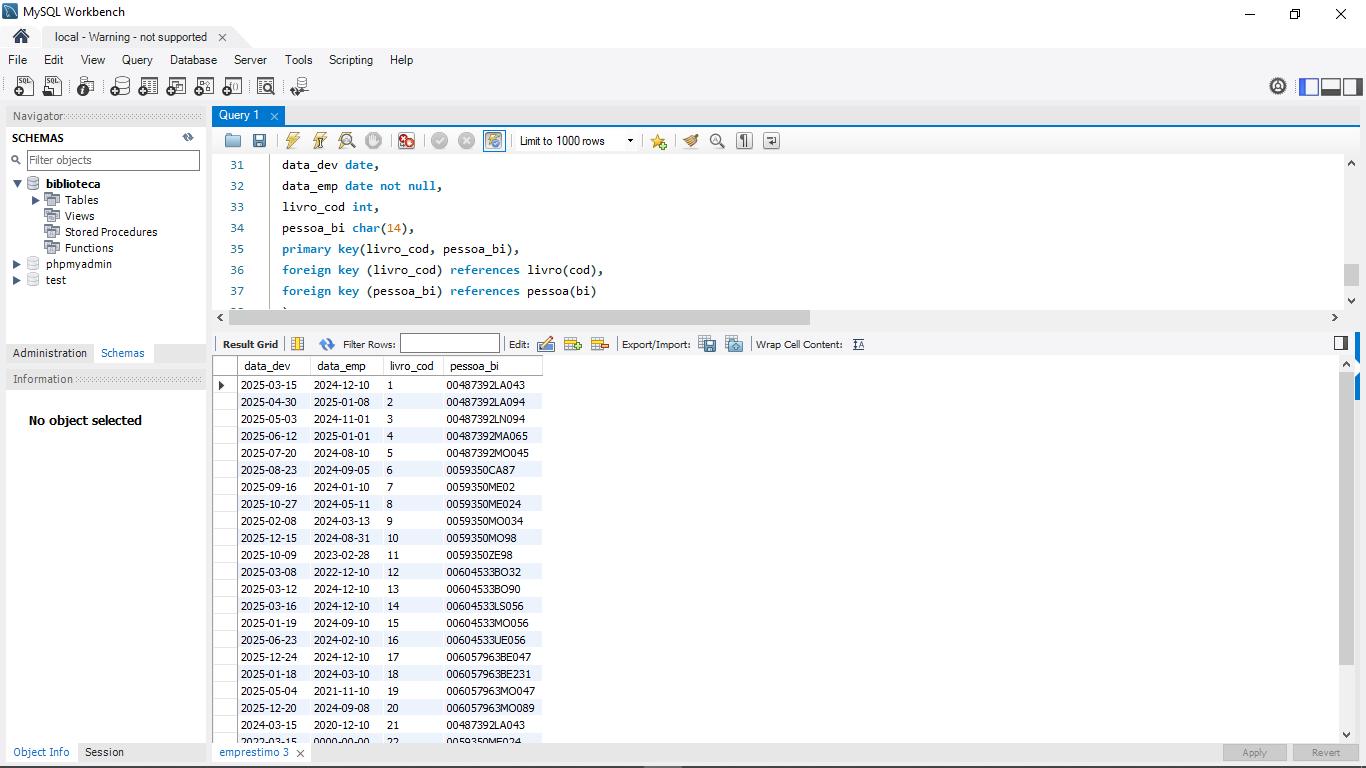 MySQL Workbench
local - Warning - not supported
File Edit View Query Database Server Tools Scripting Help
Navigator
SCHEMAS
Filter objects
biblioteca
Tables
Views
Stored Procedures
Functions
phpmyadmin
test
Administration Schemas
Information
No object selected
Object Info Session
Query 1
Limit to 1000 rows
31 data_dev date,
32 data_emp date not null,
33 livro_cod int,
34 pessoa_bi char(14),
35 primary key(livro_cod, pessoa_bi),
36 foreign key (livro_cod) references livro(cod),
37 foreign key (pessoa_bi) references pessoa(bi)
Result Grid Filter Rows: Edit: Export/Import: Wrap Cell Content:
data_dev data_emp livro_cod pessoa_bi
2025-03-15 2024-12-10 1 00487392LA043
2025-04-30 2025-01-08 2 00487392LA094
2025-05-03 2024-11-01 3 00487392LN094
2025-06-12 2025-01-01 4 00487392MA065
2025-07-20 2024-08-10 5 00487392MO045
2025-08-23 2024-09-05 6 0059350CA87
2025-09-16 2024-01-10 7 0059350ME02
2025-10-27 2024-05-11 8 0059350ME024
2025-02-08 2024-03-13 9 0059350MO034
2025-12-15 2024-08-31 10 0059350MO98
2025-10-09 2023-02-28 11 0059350ZE98
2025-03-08 2022-12-10 12 00604533BO32
2025-03-12 2024-12-10 13 00604533BO90
2025-03-16 2024-12-10 14 00604533LS056
2025-01-19 2024-09-10 15 00604533MO056
2025-06-23 2024-02-10 16 00604533UE056
2025-12-24 2024-12-10 17 006057963BE047
2025-01-18 2024-03-10 18 006057963BE231
2025-05-04 2021-11-10 19 006057963MO047
2025-12-20 2024-09-08 20 006057963MO089
2024-03-15 2020-12-10 21 00487392LA043
2022-03-15 0000-00-00 22 0059350ME024
emprestimo 3
Apply Revert